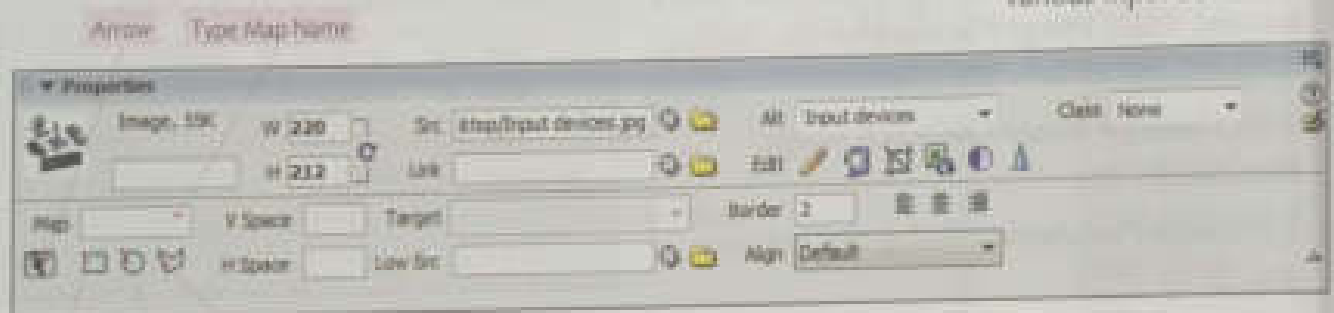 Arrow Type Map Name
Properties
Image, W 220 Src Input devices.jpg Alt Input devices Class None
H 212 Link Edit
Map V Space Target Border 2
H Space Low Src Align Default